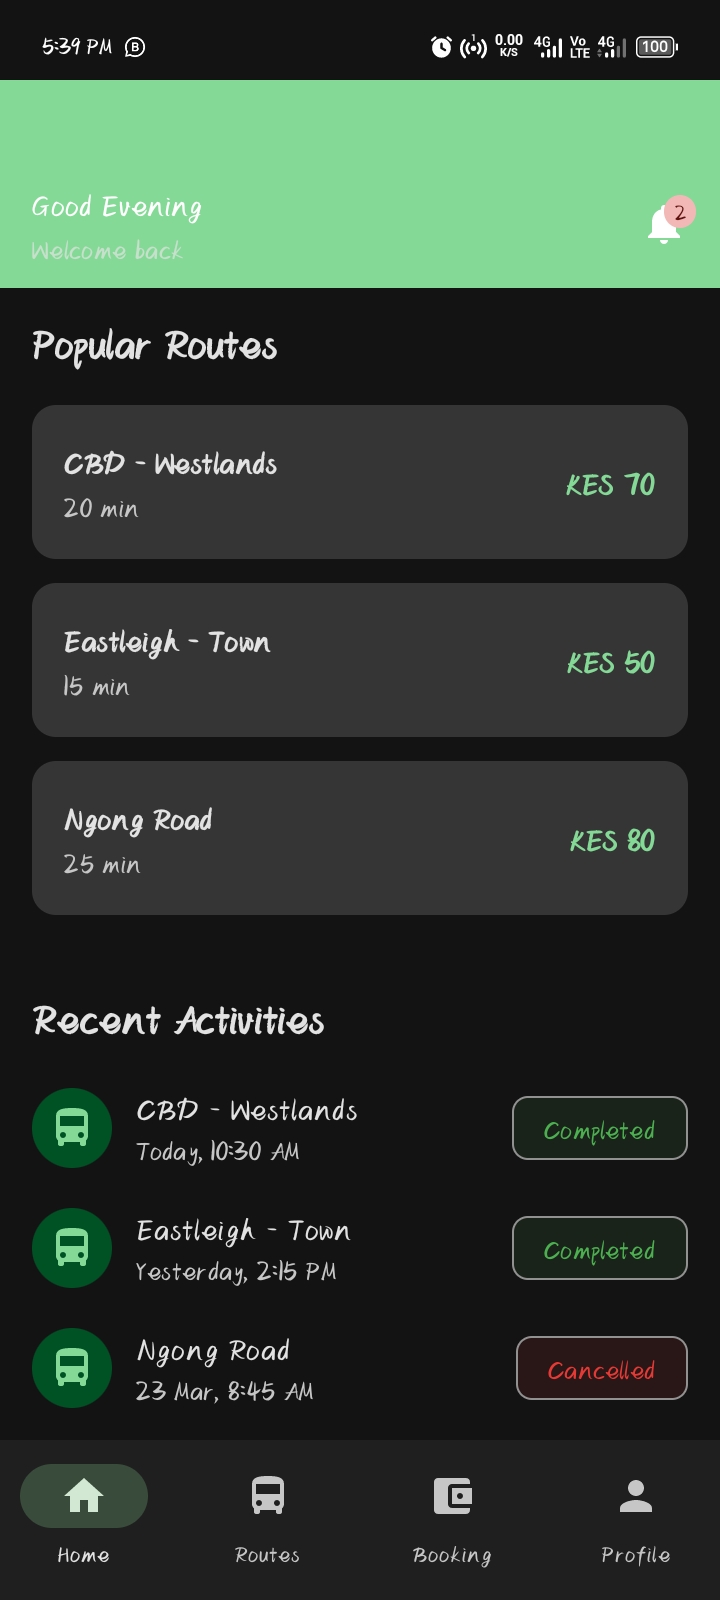 5:39 PM B 1 0.00 K/S 4G Vo LTE 4G 100
Good Evening
2
Welcome back
Popular Routes
CBD - Westlands
KES 70
20 min
Eastleigh - Town
KES 50
15 min
Ngong Road
KES 80
25 min
Recent Activities
CBD - Westlands
Completed
Today, 10:30 AM
Eastleigh - Town
Completed
Yesterday, 2:15 PM
Ngong Road
Cancelled
23 Mar, 8:45 AM
Home Routes Booking Profile